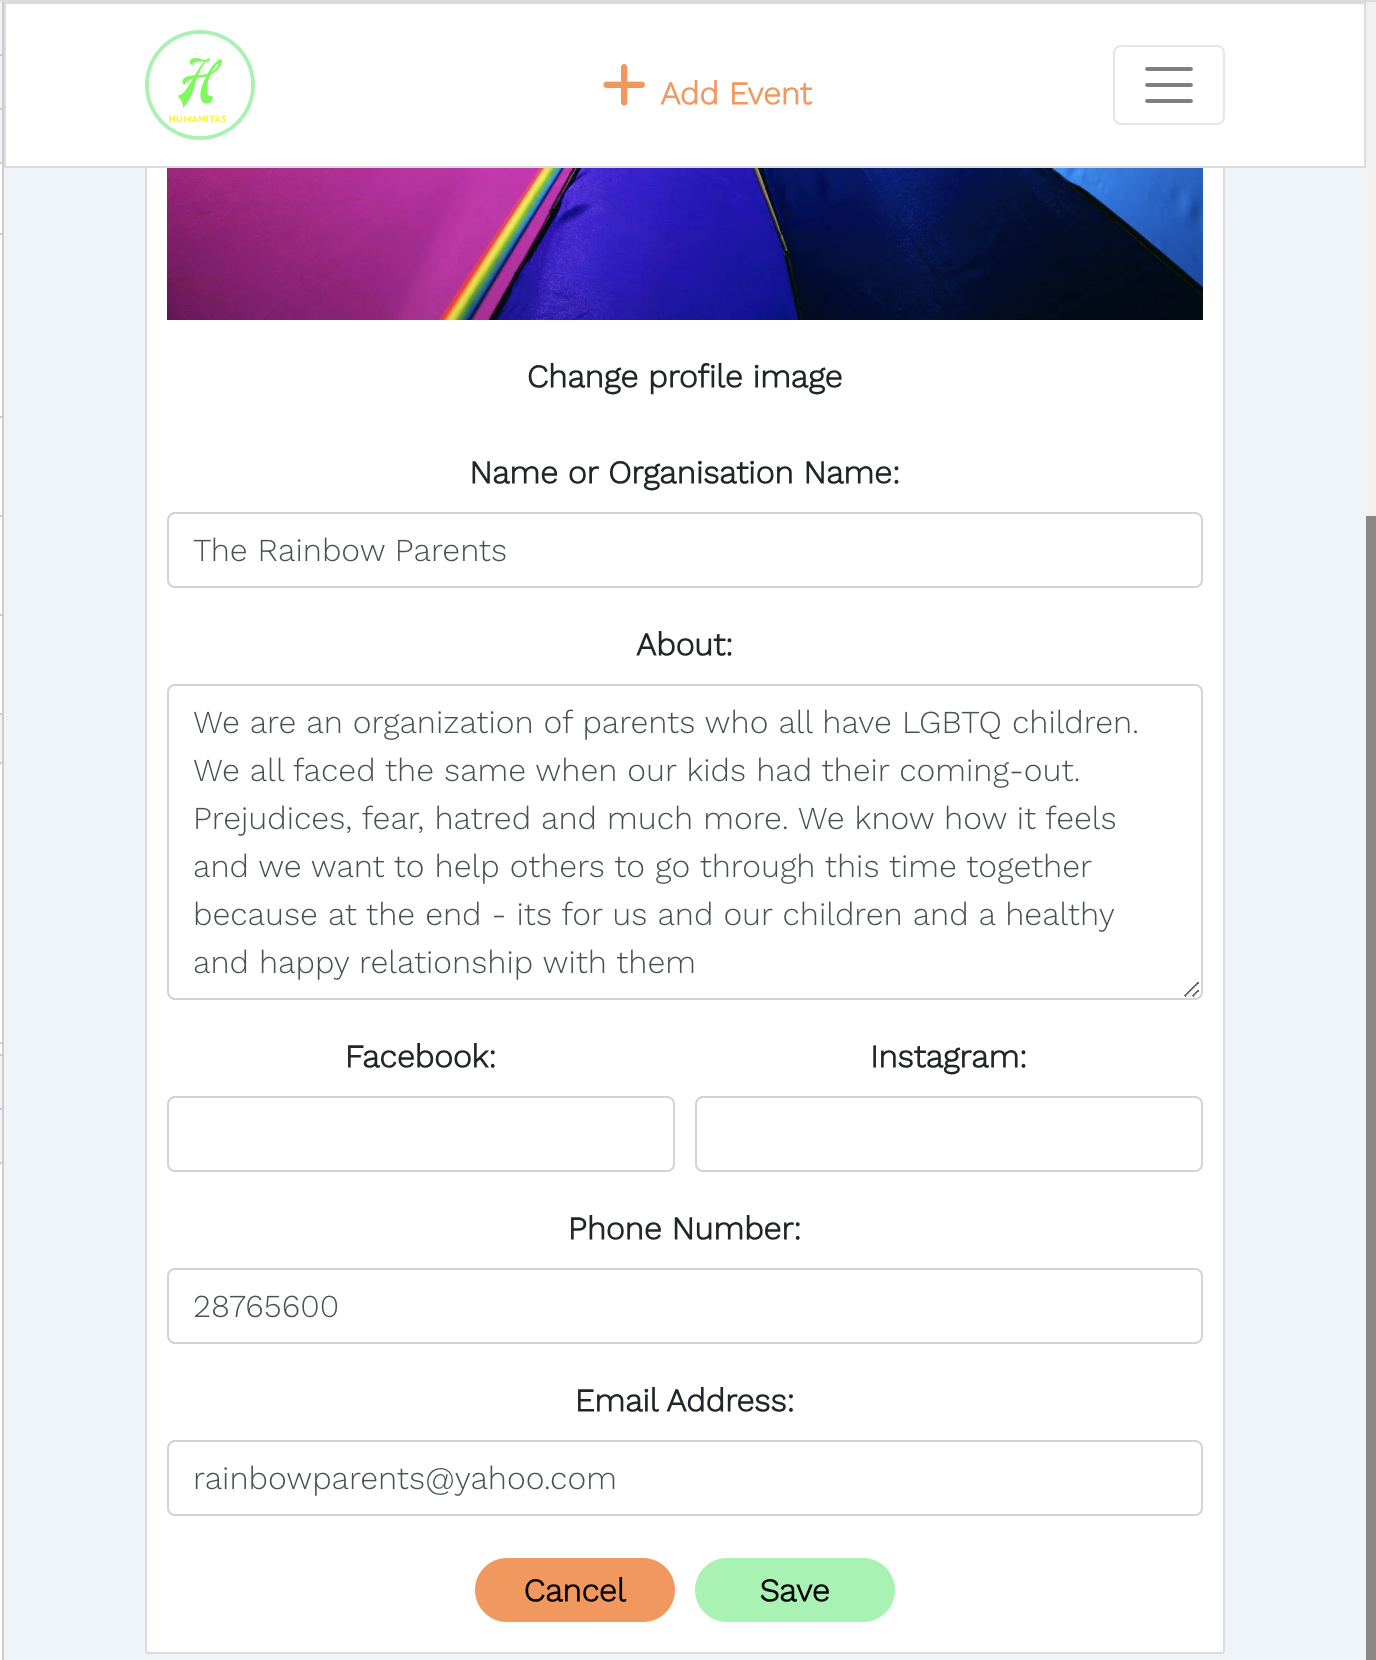 H
HUMANITAS
Add Event
Change profile image
Name or Organisation Name:
The Rainbow Parents
About:
We are an organization of parents who all have LGBTQ children.
We all faced the same when our kids had their coming-out.
Prejudices, fear, hatred and much more. We know how it feels
and we want to help others to go through this time together
because at the end - its for us and our children and a healthy
and happy relationship with them
Facebook:
Instagram:
Phone Number:
28765600
Email Address:
rainbowparents@yahoo.com
Cancel
Save